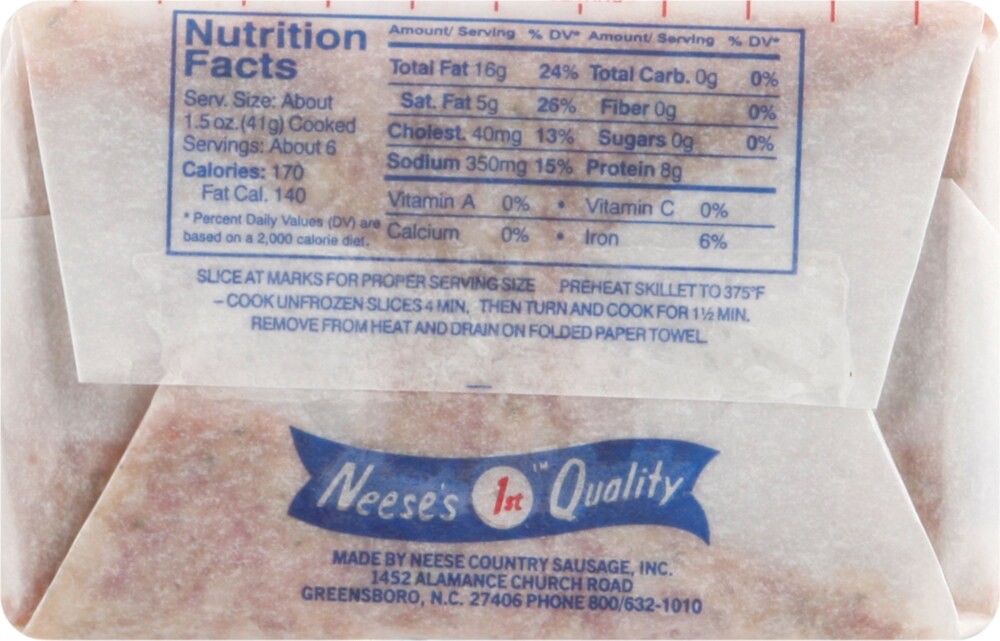 Nutrition
Facts
Serv. Size: About
1.5 oz.(41g) Cooked
Servings: About 6
Calories: 170
Fat Cal. 140
* Percent Daily Values (DV) are
based on a 2,000 calorie diet.
Amount/ Serving % DV* Amount/ Serving % DV*
Total Fat 16g 24% Total Carb. 0g 0%
Sat. Fat 5g 26% Fiber 0g 0%
Cholest. 40mg 13% Sugars 0g 0%
Sodium 350mg 15% Protein 8g
Vitamin A 0% • Vitamin C 0%
Calcium 0% • Iron 6%
SLICE AT MARKS FOR PROPER SERVING SIZE PREHEAT SKILLET TO 375°F
– COOK UNFROZEN SLICES 4 MIN, THEN TURN AND COOK FOR 1½ MIN.
REMOVE FROM HEAT AND DRAIN ON FOLDED PAPER TOWEL.
Neese's 1st™ Quality
MADE BY NEESE COUNTRY SAUSAGE, INC.
1452 ALAMANCE CHURCH ROAD
GREENSBORO, N.C. 27406 PHONE 800/632-1010